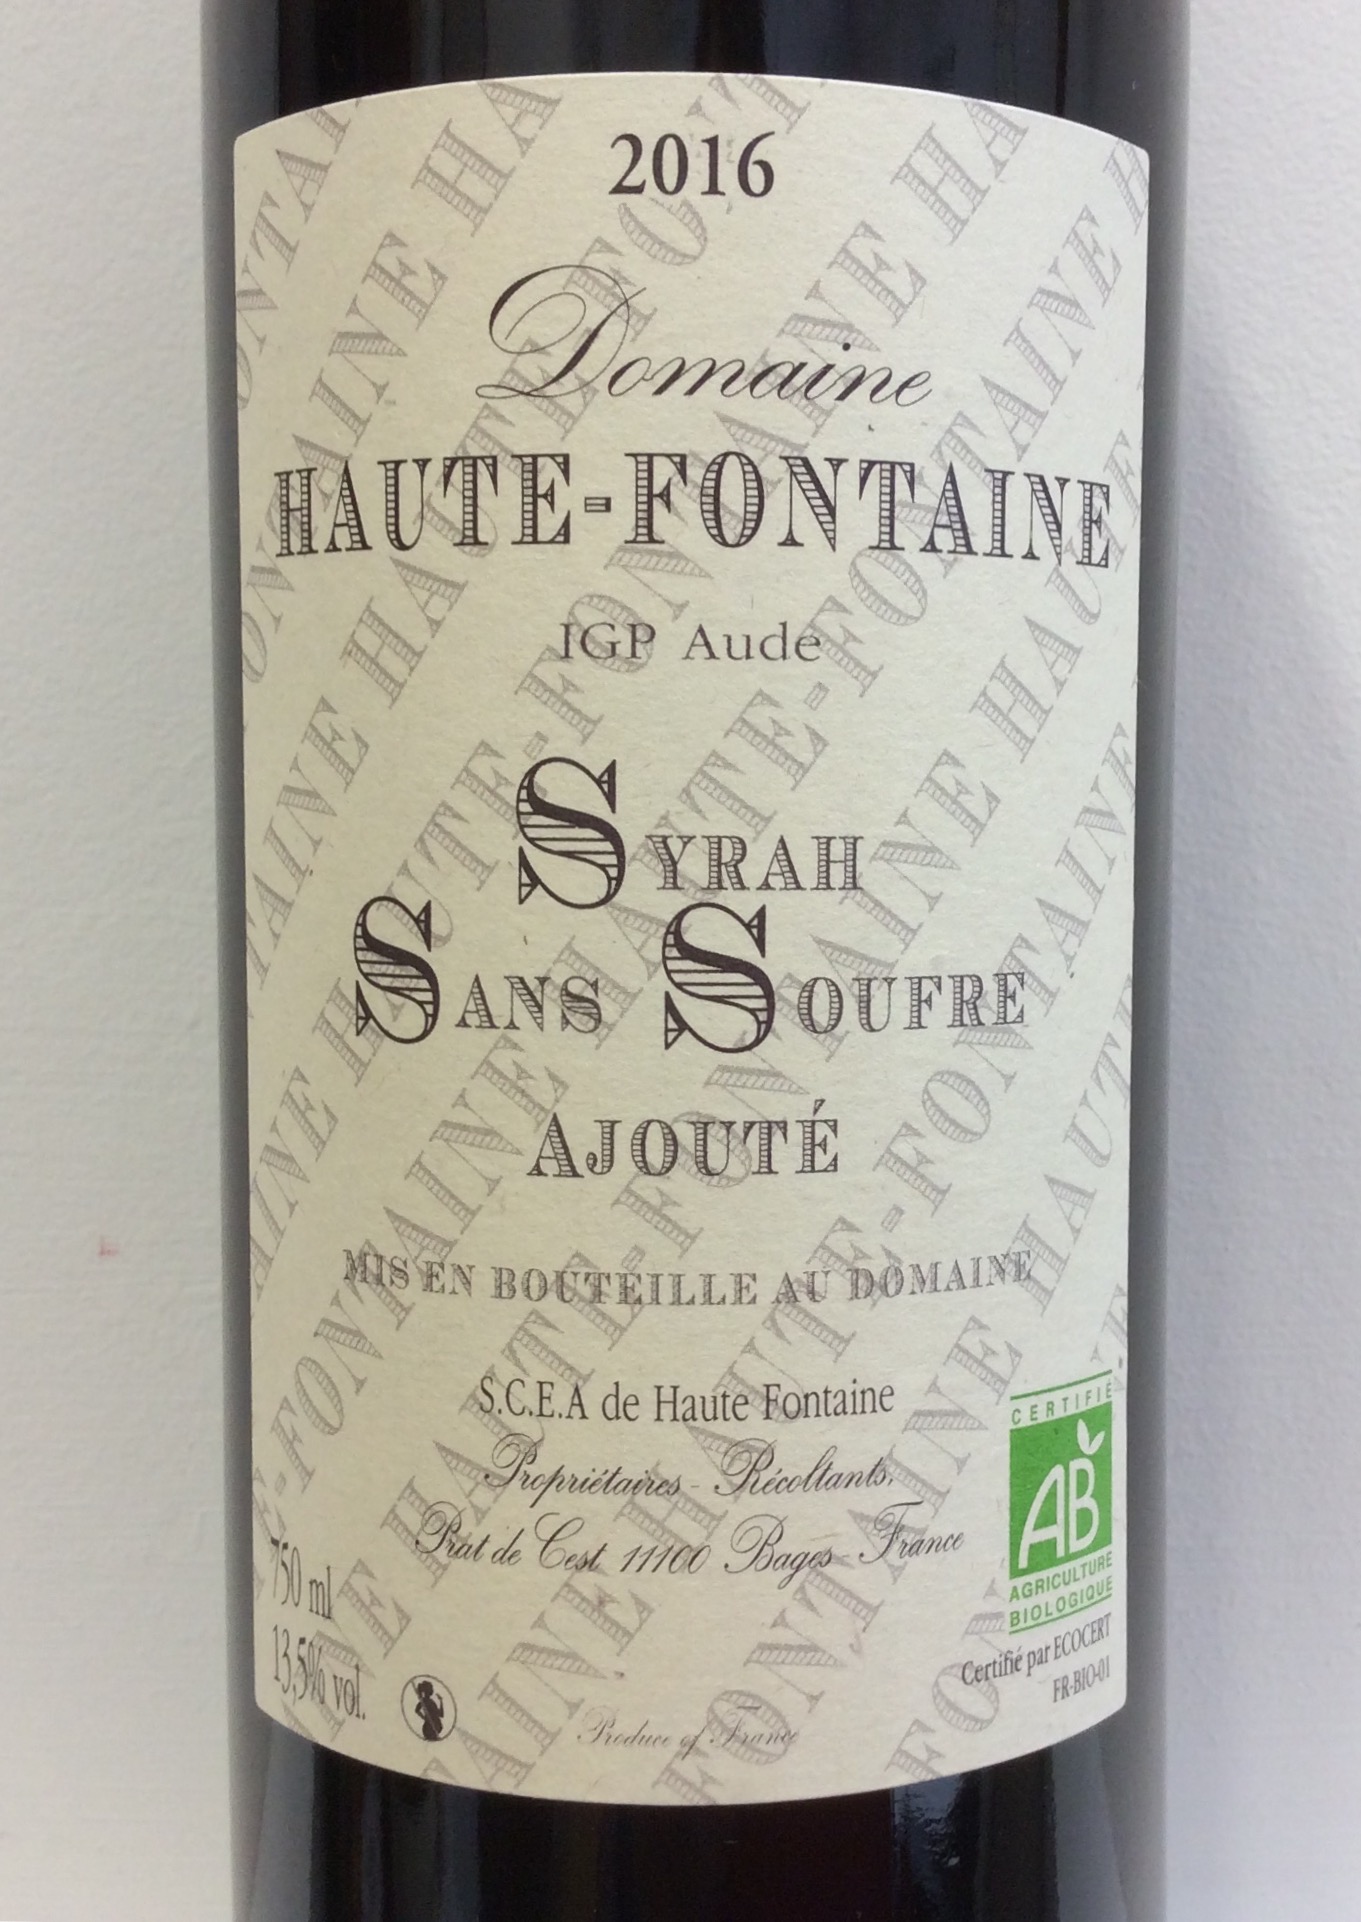 2016
Domaine
HAUTE-FONTAINE
IGP Aude
SYRAH
SANS SOUFRE
AJOUTÉ
MIS EN BOUTEILLE AU DOMAINE
S.C.E.A de Haute Fontaine
Propriétaires - Récoltants,
Prat de Cest 11100 Bages France
750 ml
13,5% vol.
CERTIFIÉ
AB
AGRICULTURE
BIOLOGIQUE
Certifié par ECOCERT
FR-BIO-01
Produce of France